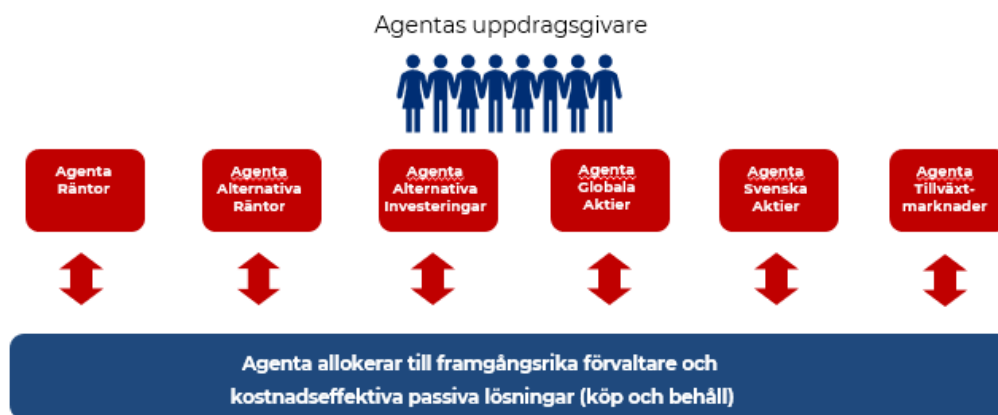 Agentas uppdragsgivare
Agenta
Räntor
Agenta
Alternativa
Räntor
Agenta
Alternativa
Investeringar
Agenta
Globala
Aktier
Agenta
Svenska
Aktier
Agenta
Tillväxt-
marknader
Agenta allokerar till framgångsrika förvaltare och
kostnadseffektiva passiva lösningar (köp och behåll)